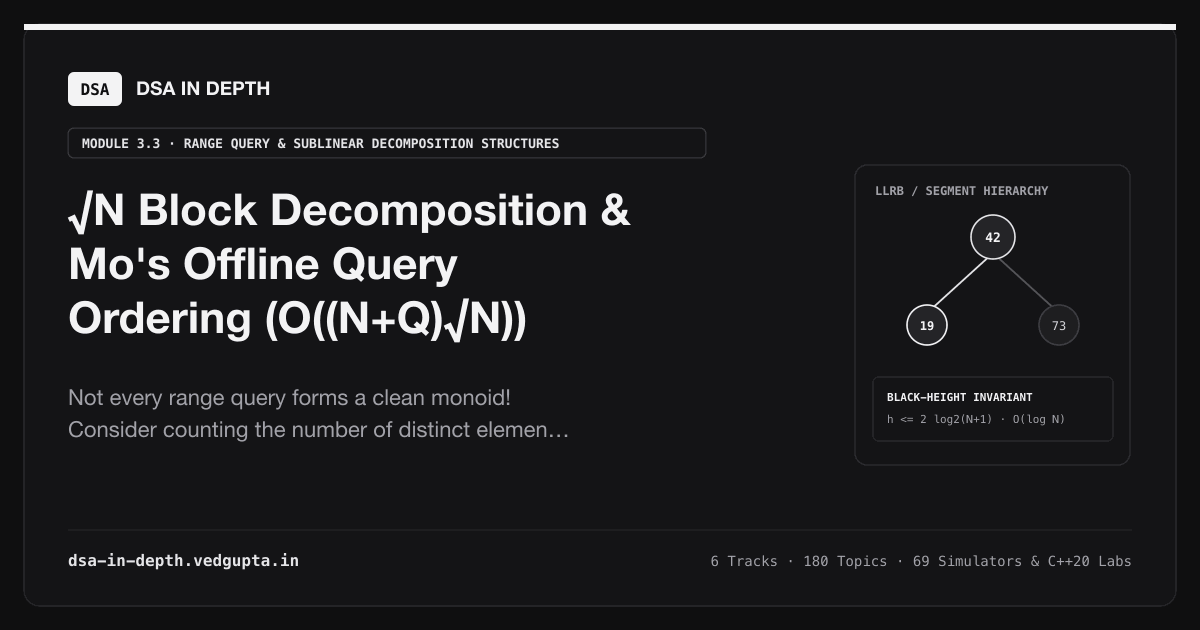 DSA
DSA IN DEPTH
MODULE 3.3 · RANGE QUERY & SUBLINEAR DECOMPOSITION STRUCTURES
√N Block Decomposition &
Mo's Offline Query
Ordering (O((N+Q)√N))
Not every range query forms a clean monoid!
Consider counting the number of distinct elemen…
LLRB / SEGMENT HIERARCHY
42
19
73
BLACK-HEIGHT INVARIANT
h <= 2 log2(N+1) · O(log N)
dsa-in-depth.vedgupta.in
6 Tracks · 180 Topics · 69 Simulators & C++20 Labs